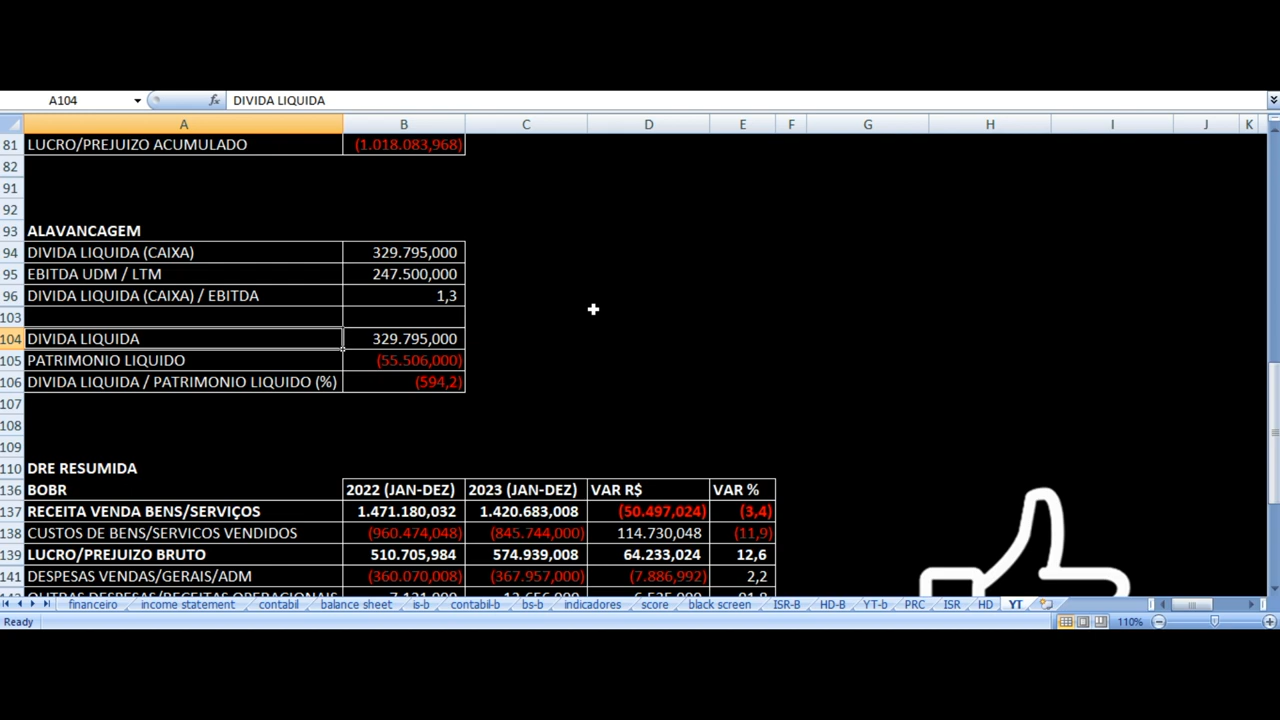 A104 fx DIVIDA LIQUIDA
A B C D E F G H I J K
81 LUCRO/PREJUIZO ACUMULADO (1.018.083,968)
82
91
92
93 ALAVANCAGEM
94 DIVIDA LIQUIDA (CAIXA) 329.795,000
95 EBITDA UDM / LTM 247.500,000
96 DIVIDA LIQUIDA (CAIXA) / EBITDA 1,3
103
104 DIVIDA LIQUIDA 329.795,000
105 PATRIMONIO LIQUIDO (55.506,000)
106 DIVIDA LIQUIDA / PATRIMONIO LIQUIDO (%) (594,2)
107
108
109
110 DRE RESUMIDA
136 BOBR 2022 (JAN-DEZ) 2023 (JAN-DEZ) VAR R$ VAR %
137 RECEITA VENDA BENS/SERVIÇOS 1.471.180,032 1.420.683,008 (50.497,024) (3,4)
138 CUSTOS DE BENS/SERVICOS VENDIDOS (960.474,048) (845.744,000) 114.730,048 (11,9)
139 LUCRO/PREJUIZO BRUTO 510.705,984 574.939,008 64.233,024 12,6
141 DESPESAS VENDAS/GERAIS/ADM (360.070,008) (367.957,000) (7.886,992) 2,2
OUTRAS DESPESAS/RECEITAS OPERACIONAIS
financeiro income statement contabil balance sheet is-b contabil-b bs-b indicadores score black screen ISR-B HD-B YT-b PRC ISR HD YT
Ready 110%